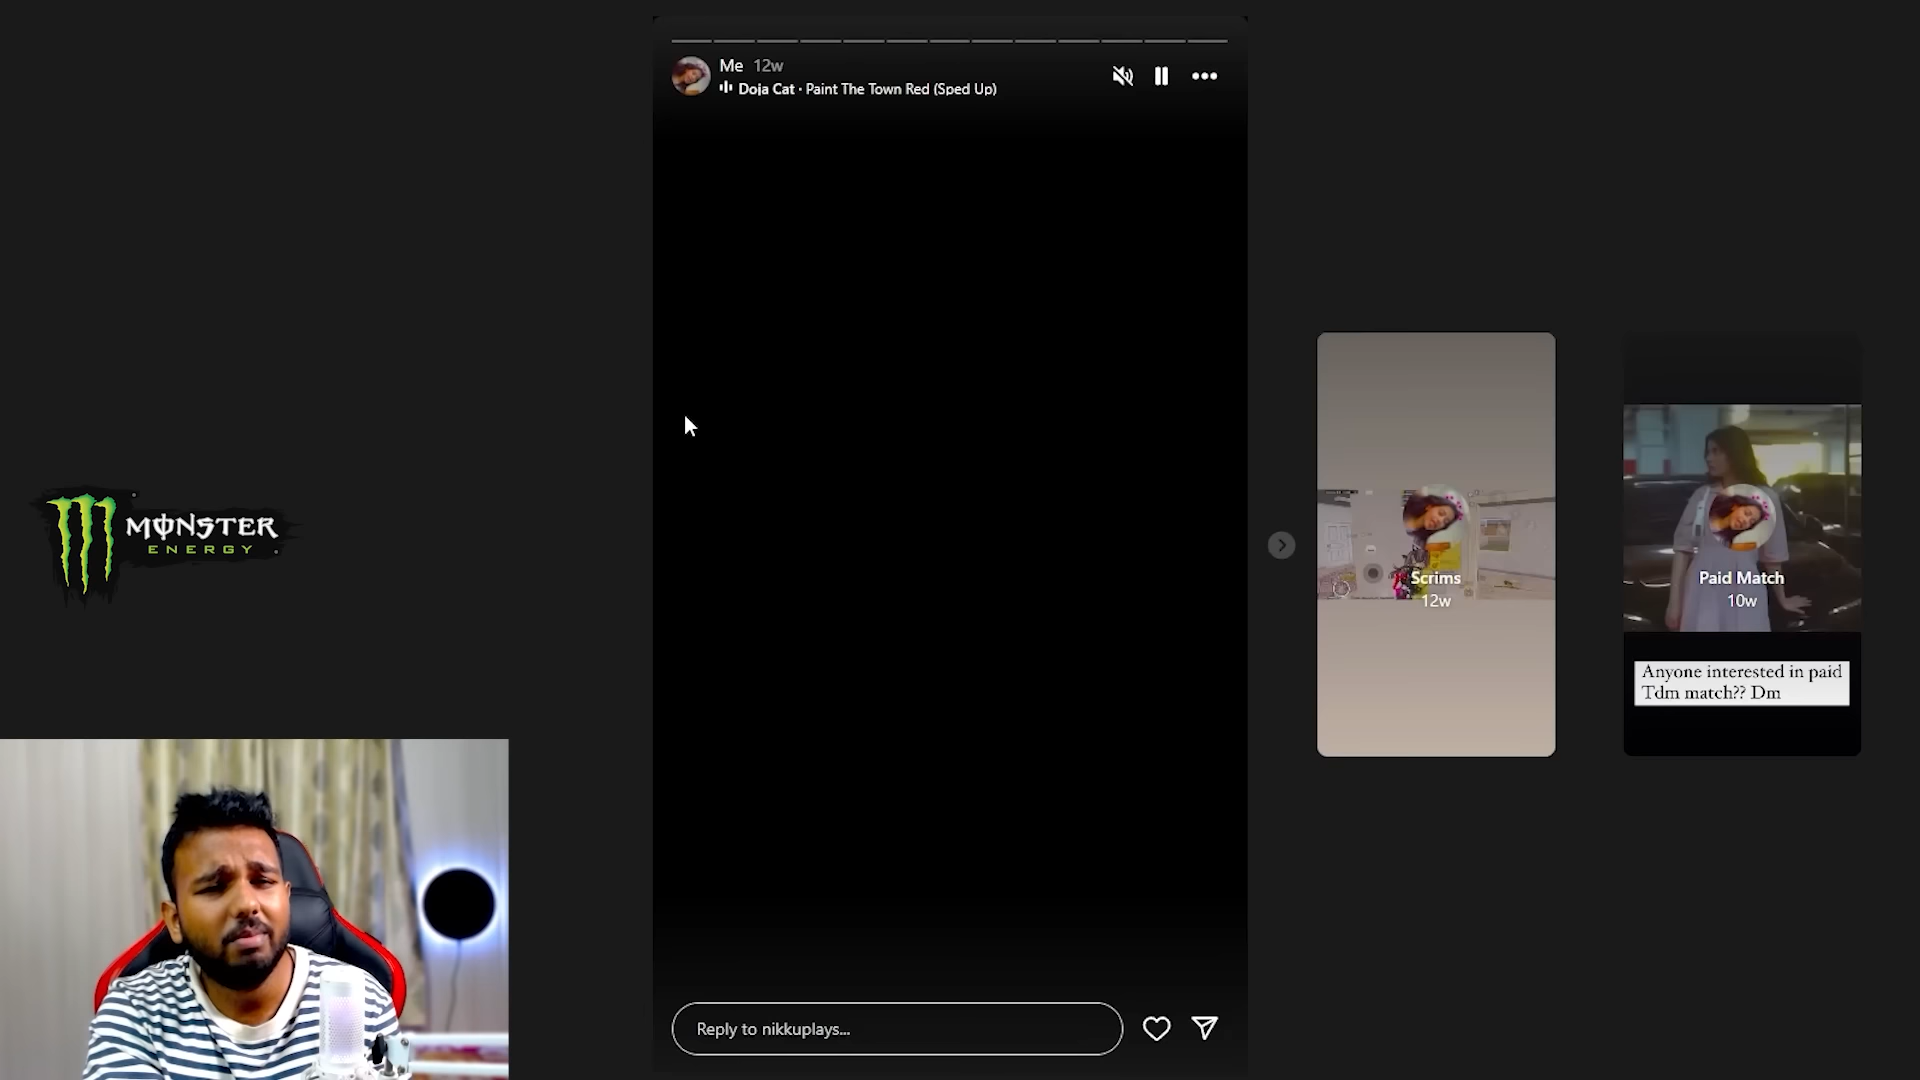 Me 12w
Doja Cat · Paint The Town Red (Sped Up)
MONSTER
ENERGY
Scrims
12w
Paid Match
10w
Anyone interested in paid
Tdm match?? Dm
Reply to nikkuplays...